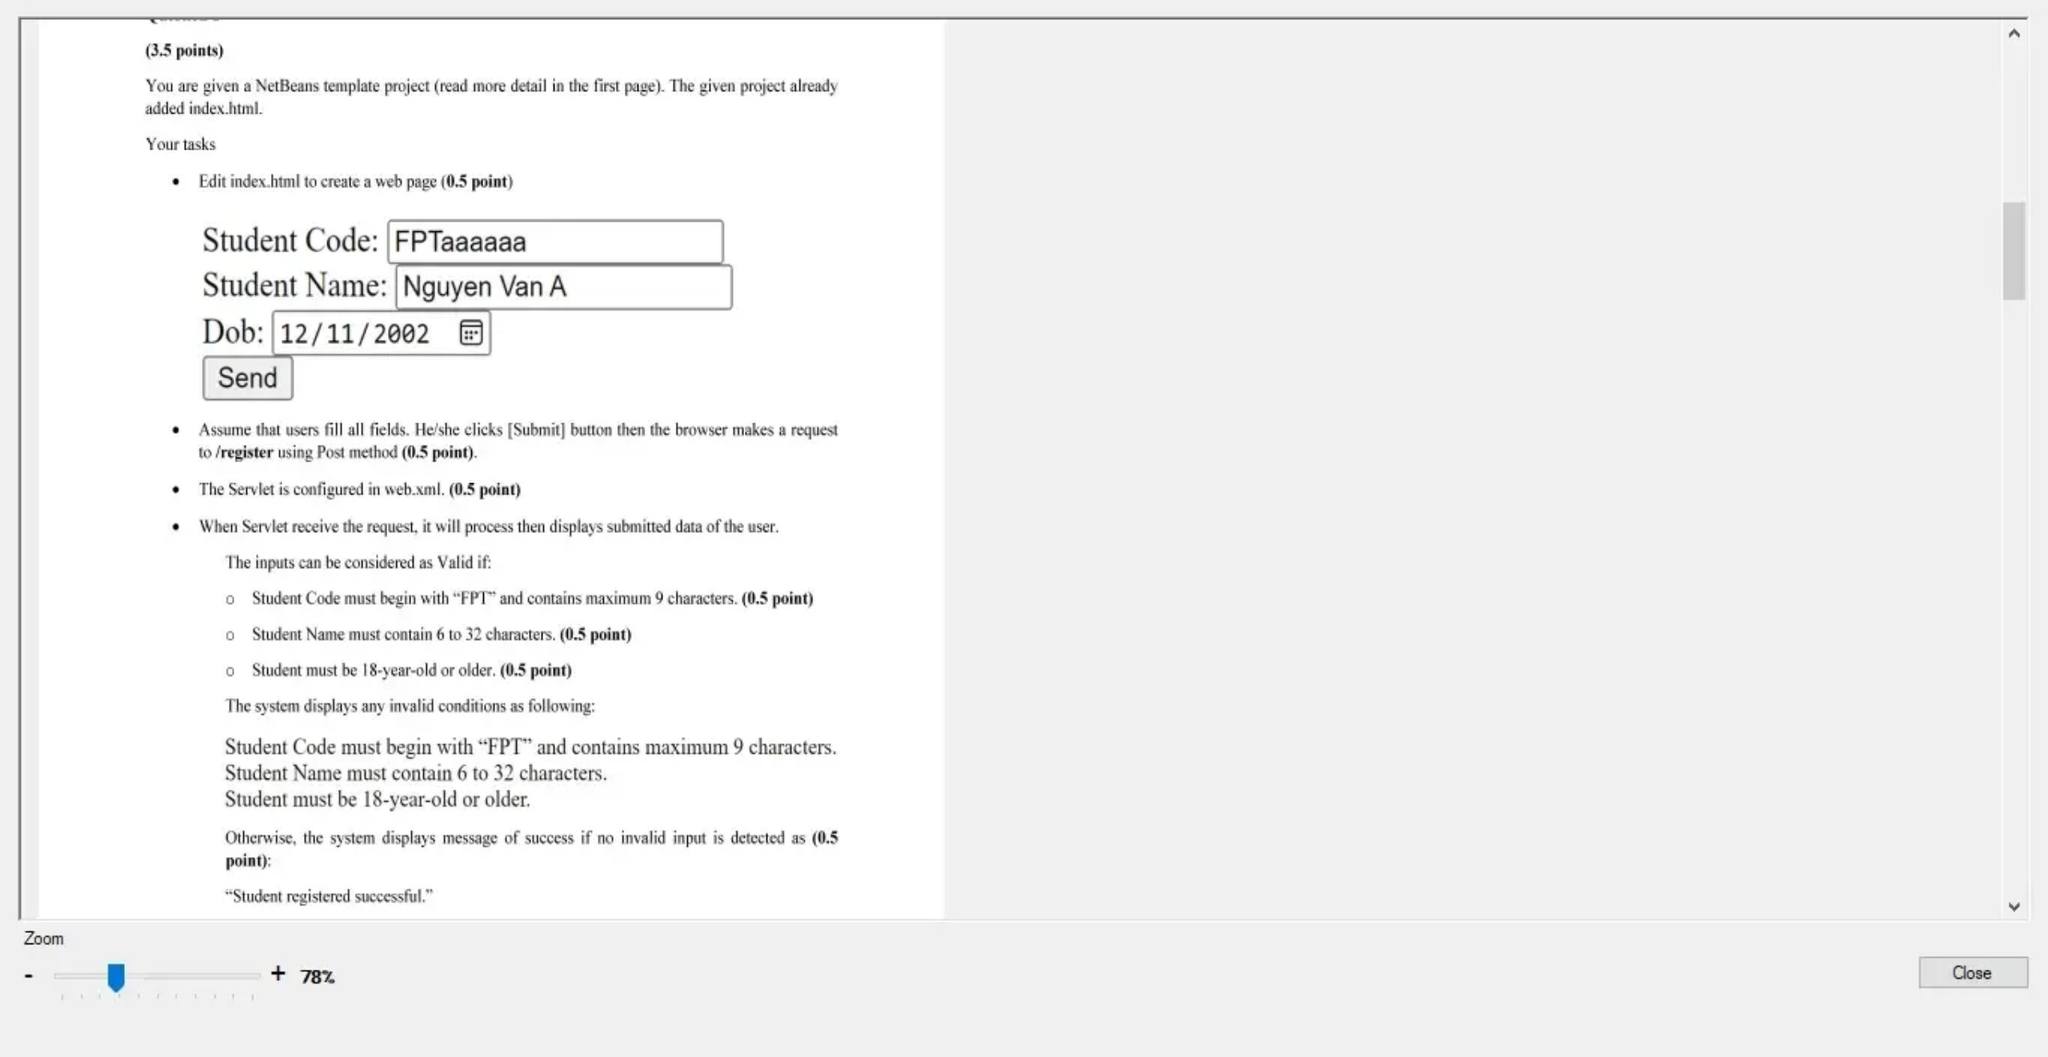 (3.5 points)
You are given a NetBeans template project (read more detail in the first page). The given project already
added index.html.
Your tasks
• Edit index.html to create a web page (0.5 point)
Student Code: FPTaaaaaa
Student Name: Nguyen Van A
Dob: 12/11/2002
Send
• Assume that users fill all fields. He/she clicks [Submit] button then the browser makes a request
to /register using Post method (0.5 point).
• The Servlet is configured in web.xml. (0.5 point)
• When Servlet receive the request, it will process then displays submitted data of the user.
The inputs can be considered as Valid if:
o Student Code must begin with “FPT” and contains maximum 9 characters. (0.5 point)
o Student Name must contain 6 to 32 characters. (0.5 point)
o Student must be 18-year-old or older. (0.5 point)
The system displays any invalid conditions as following:
Student Code must begin with “FPT” and contains maximum 9 characters.
Student Name must contain 6 to 32 characters.
Student must be 18-year-old or older.
Otherwise, the system displays message of success if no invalid input is detected as (0.5
point):
“Student registered successful.”
Zoom
- + 78%
Close